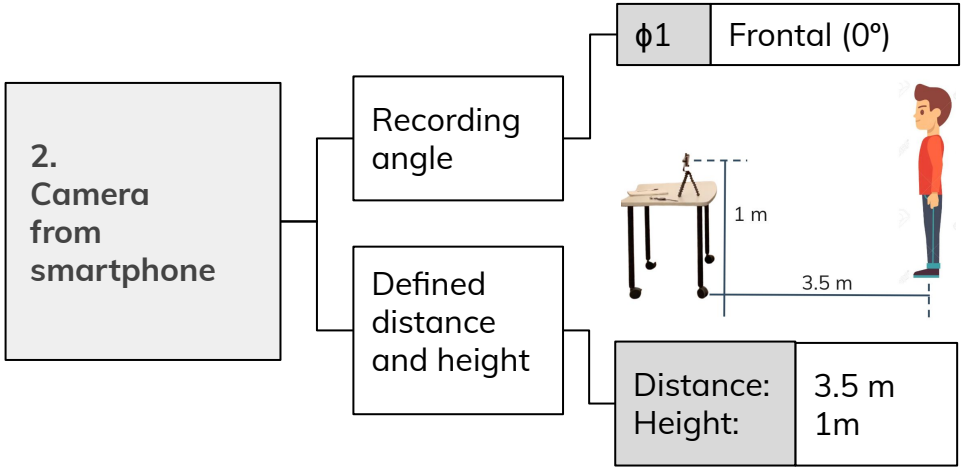 2.
Camera
from
smartphone
Recording
angle
ϕ1
Frontal (0º)
1 m
3.5 m
Defined
distance
and height
Distance:
Height:
3.5 m
1m